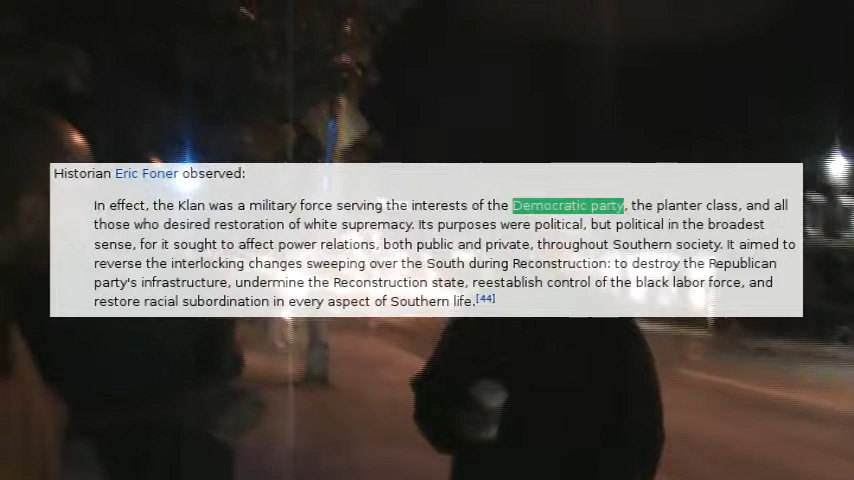 Historian Eric Foner observed:
In effect, the Klan was a military force serving the interests of the Democratic party, the planter class, and all
those who desired restoration of white supremacy. Its purposes were political, but political in the broadest
sense, for it sought to affect power relations, both public and private, throughout Southern society. It aimed to
reverse the interlocking changes sweeping over the South during Reconstruction: to destroy the Republican
party's infrastructure, undermine the Reconstruction state, reestablish control of the black labor force, and
restore racial subordination in every aspect of Southern life.[44]